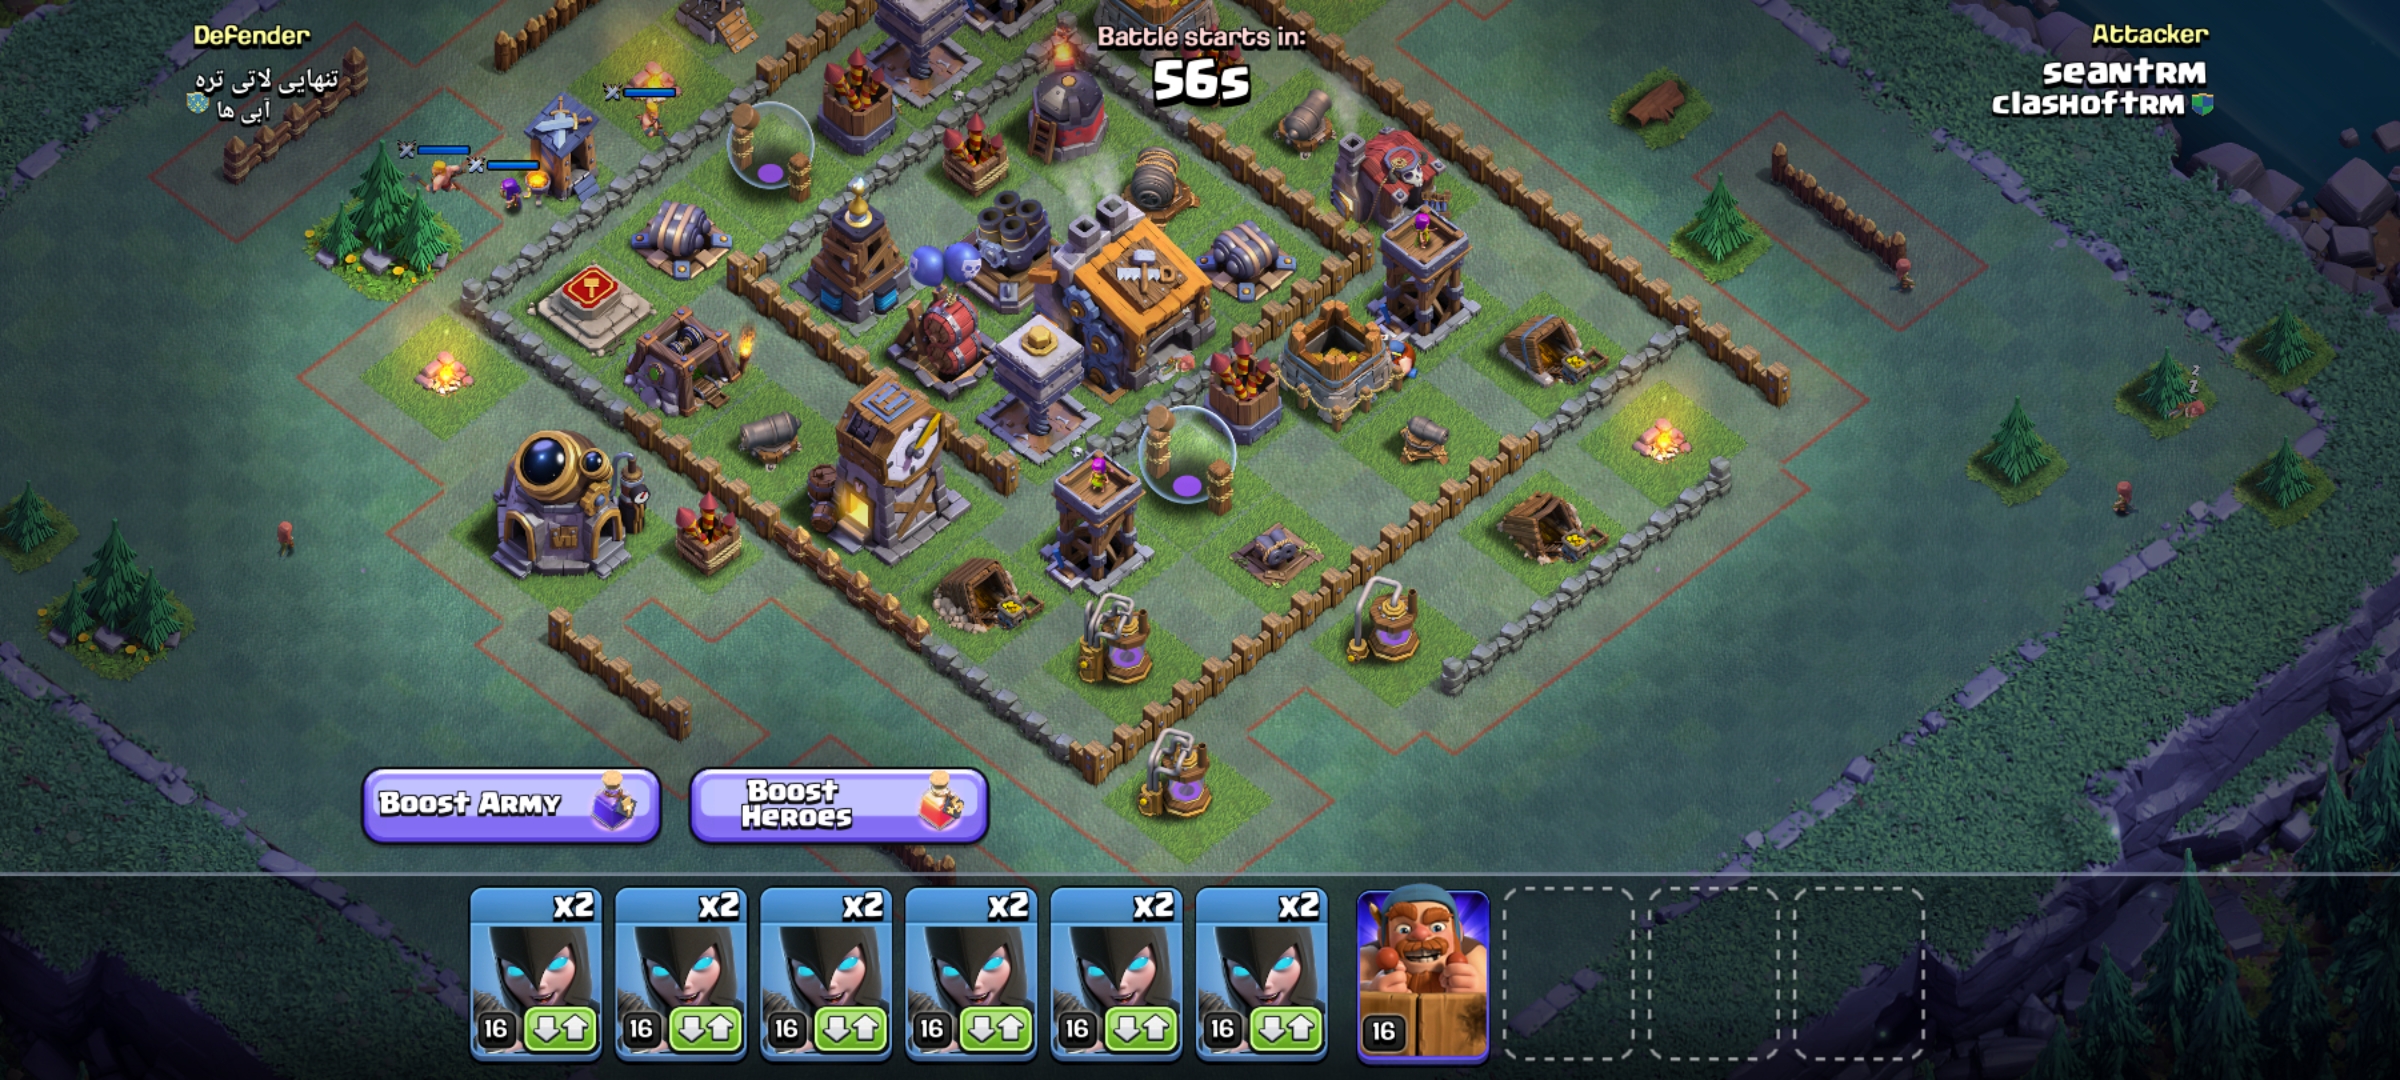 Defender
تنهایی لاتی تره
آبی ها
Battle starts in:
56s
Attacker
seantRM
clashoftRM
Boost Army
Boost
Heroes
x2
x2
x2
x2
x2
x2
16
16
16
16
16
16
16